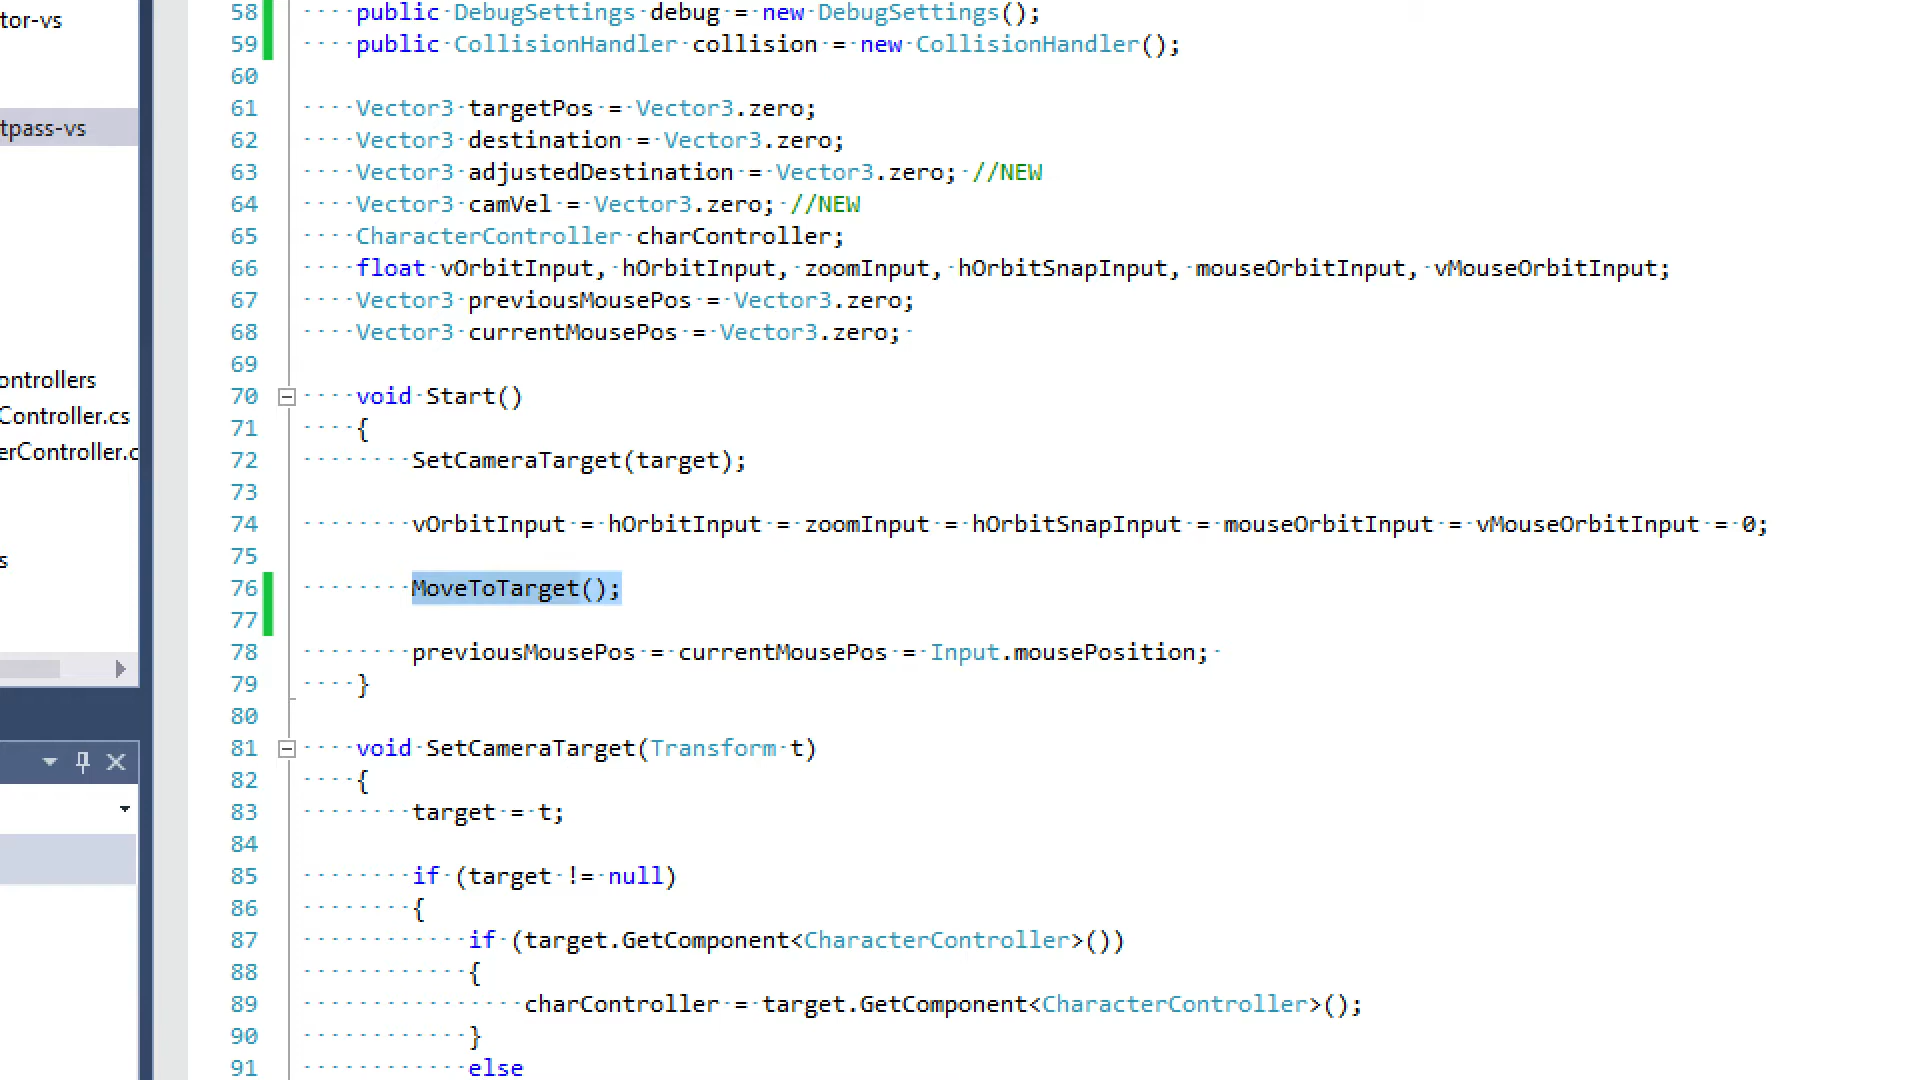 tor-vs
tpass-vs
ontrollers
Controller.cs
erController.c
s
58 public DebugSettings debug = new DebugSettings();
59 public CollisionHandler collision = new CollisionHandler();
60
61 Vector3 targetPos = Vector3.zero;
62 Vector3 destination = Vector3.zero;
63 Vector3 adjustedDestination = Vector3.zero; //NEW
64 Vector3 camVel = Vector3.zero; //NEW
65 CharacterController charController;
66 float vOrbitInput, hOrbitInput, zoomInput, hOrbitSnapInput, mouseOrbitInput, vMouseOrbitInput;
67 Vector3 previousMousePos = Vector3.zero;
68 Vector3 currentMousePos = Vector3.zero;
69
70 void Start()
71 {
72 SetCameraTarget(target);
73
74 vOrbitInput = hOrbitInput = zoomInput = hOrbitSnapInput = mouseOrbitInput = vMouseOrbitInput = 0;
75
76 MoveToTarget();
77
78 previousMousePos = currentMousePos = Input.mousePosition;
79 }
80
81 void SetCameraTarget(Transform t)
82 {
83 target = t;
84
85 if (target != null)
86 {
87 if (target.GetComponent<CharacterController>())
88 {
89 charController = target.GetComponent<CharacterController>();
90 }
91 else